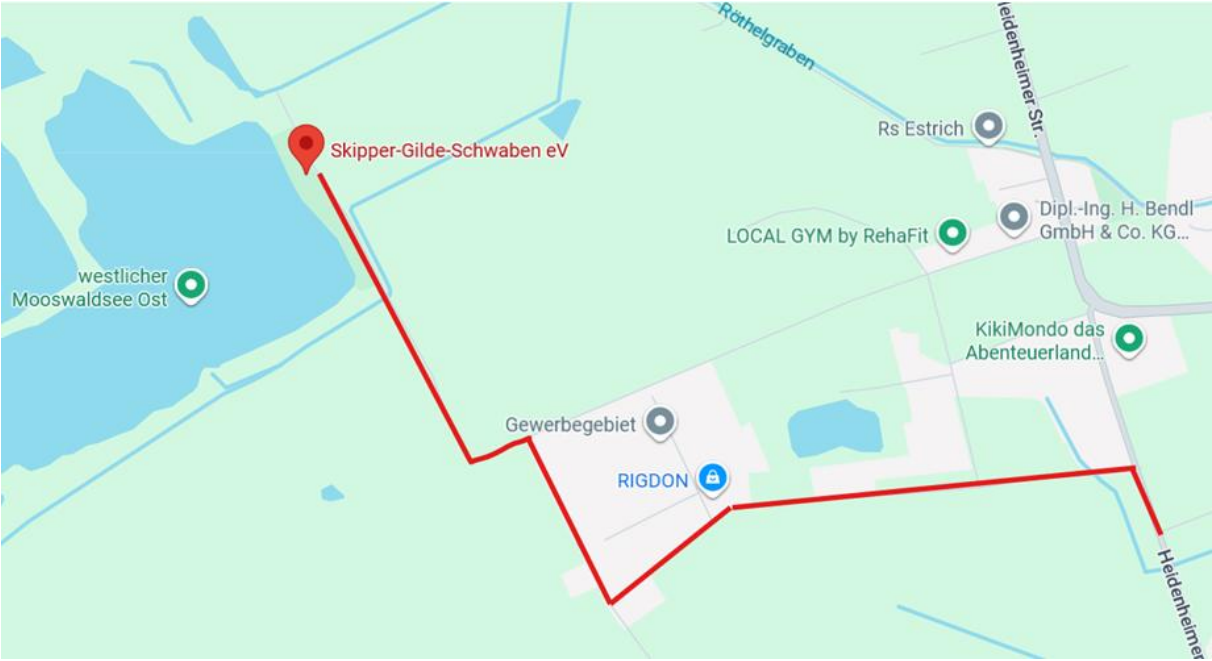 Röthelgraben
Heidenheimer Str.
Rs Estrich
Skipper-Gilde-Schwaben eV
Dipl.-Ing. H. Bendl
GmbH & Co. KG...
LOCAL GYM by RehaFit
westlicher
Mooswaldsee Ost
KikiMondo das
Abenteuerland...
Gewerbegebiet
RIGDON
Heidenheimer